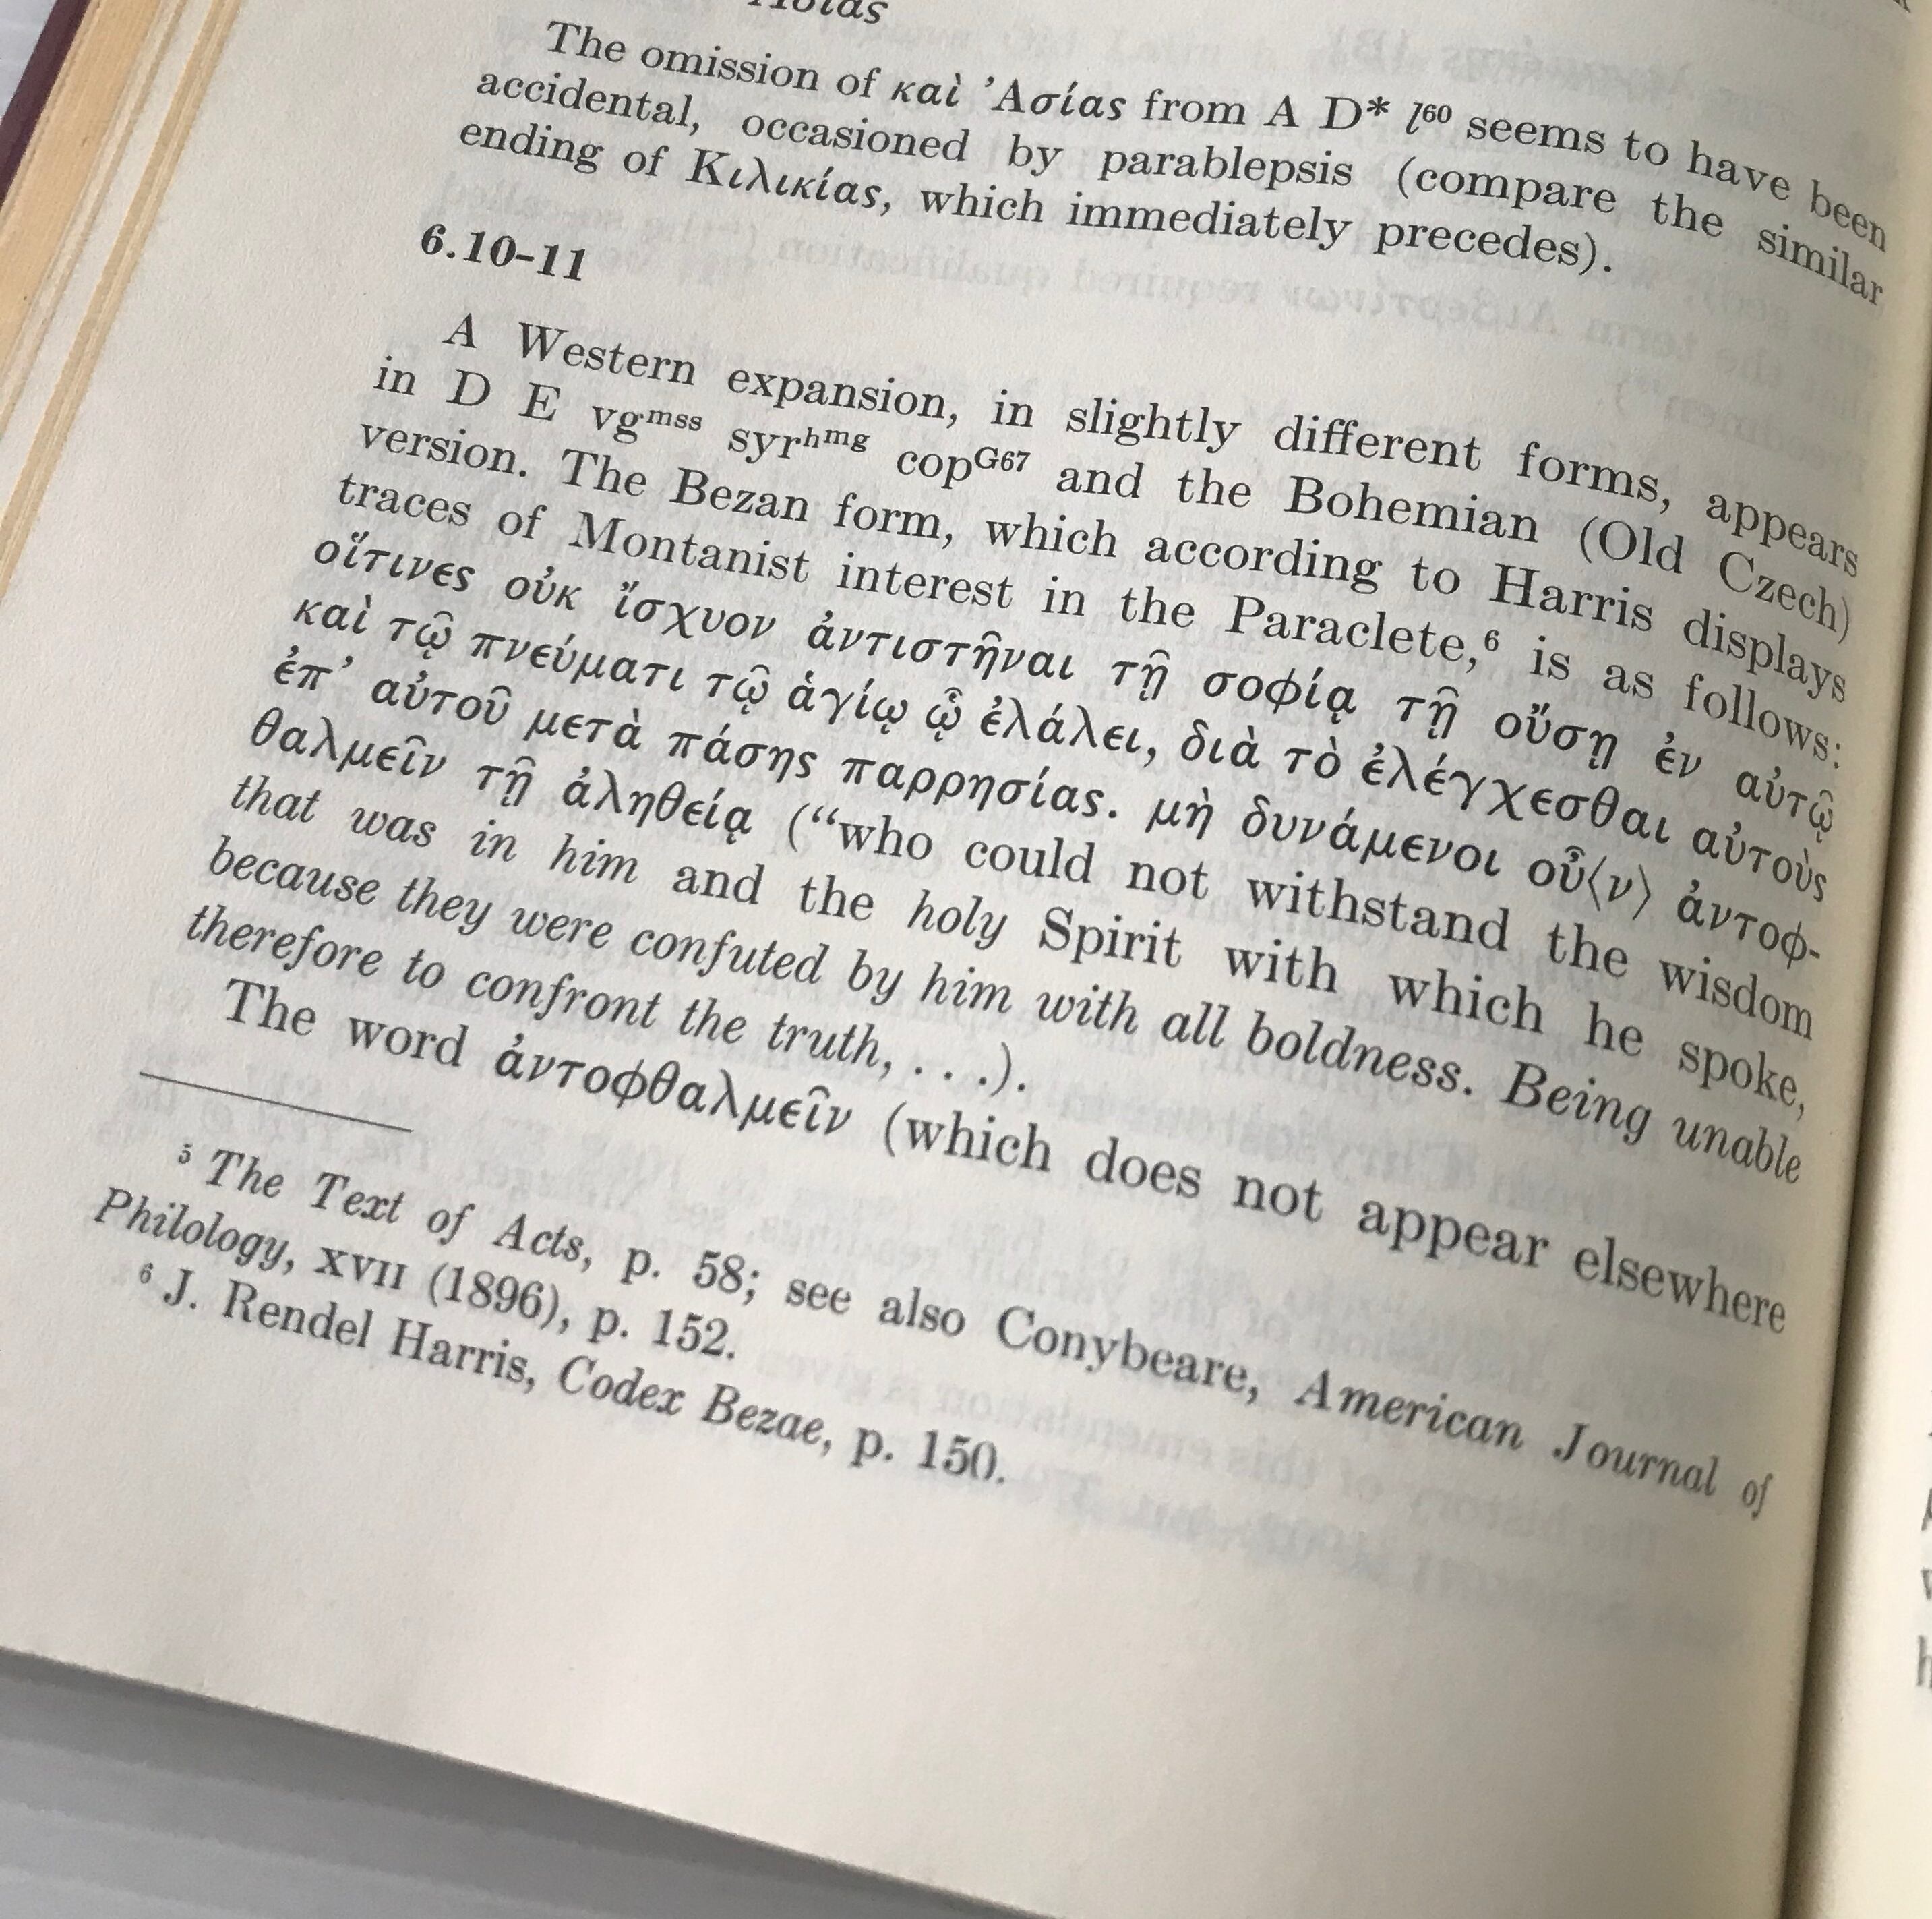 The omission of καὶ Ἀσίας from A D* l⁶⁰ seems to have been
accidental, occasioned by parablepsis (compare the similar
ending of Κιλικίας, which immediately precedes).
6.10–11
A Western expansion, in slightly different forms, appears
in D E vgᵐˢˢ syrʰᵐᵍ copᴳ⁶⁷ and the Bohemian (Old Czech)
version. The Bezan form, which according to Harris displays
traces of Montanist interest in the Paraclete,⁶ is as follows:
οἵτινες οὐκ ἴσχυον ἀντιστῆναι τῇ σοφίᾳ τῇ οὔσῃ ἐν αὐτῷ
καὶ τῷ πνεύματι τῷ ἁγίῳ ᾧ ἐλάλει, διὰ τὸ ἐλέγχεσθαι αὐτοὺς
ἐπ’ αὐτοῦ μετὰ πάσης παρρησίας. μὴ δυνάμενοι οὖ⟨ν⟩ ἀντοφ-
θαλμεῖν τῇ ἀληθείᾳ (“who could not withstand the wisdom
that was in him and the holy Spirit with which he spoke,
because they were confuted by him with all boldness. Being unable
therefore to confront the truth, . . .).
The word ἀντοφθαλμεῖν (which does not appear elsewhere
⁵ The Text of Acts, p. 58; see also Conybeare, American Journal of
Philology, XVII (1896), p. 152.
⁶ J. Rendel Harris, Codex Bezae, p. 150.